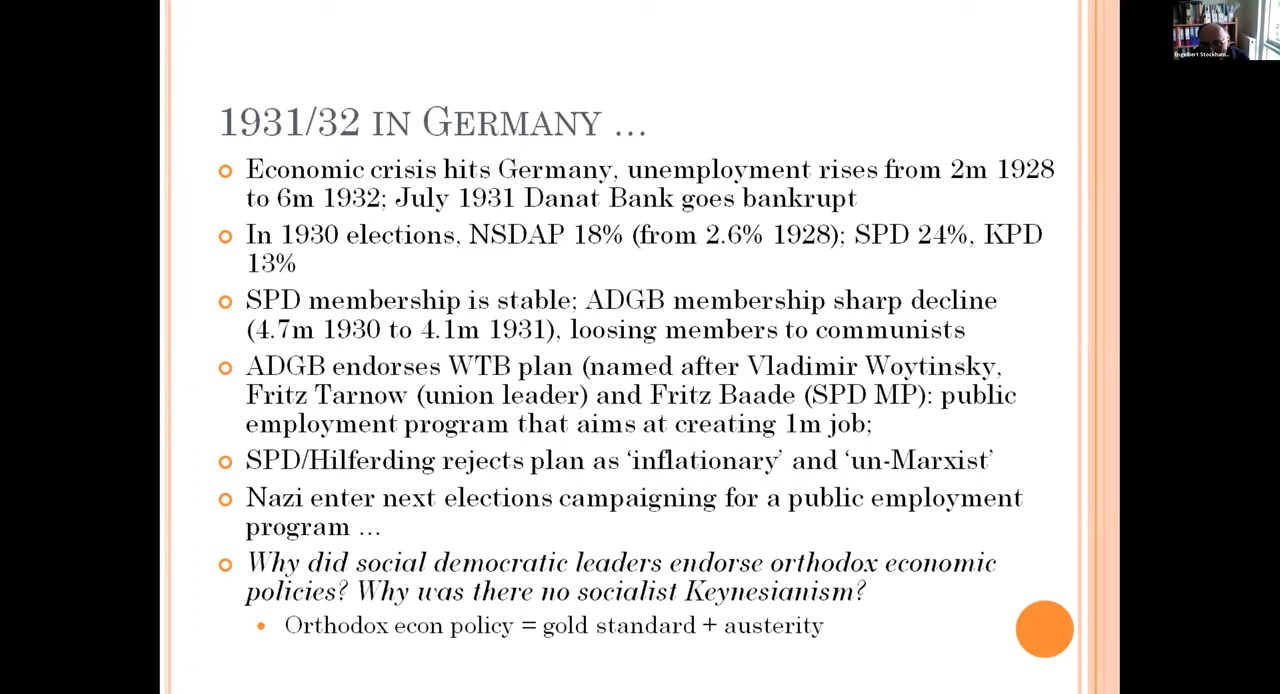 Engelbert Stockham...
1931/32 IN GERMANY ...
Economic crisis hits Germany, unemployment rises from 2m 1928
to 6m 1932; July 1931 Danat Bank goes bankrupt
In 1930 elections, NSDAP 18% (from 2.6% 1928); SPD 24%, KPD
13%
SPD membership is stable; ADGB membership sharp decline
(4.7m 1930 to 4.1m 1931), loosing members to communists
ADGB endorses WTB plan (named after Vladimir Woytinsky,
Fritz Tarnow (union leader) and Fritz Baade (SPD MP): public
employment program that aims at creating 1m job;
SPD/Hilferding rejects plan as ‘inflationary’ and ‘un-Marxist’
Nazi enter next elections campaigning for a public employment
program ...
Why did social democratic leaders endorse orthodox economic
policies? Why was there no socialist Keynesianism?
Orthodox econ policy = gold standard + austerity